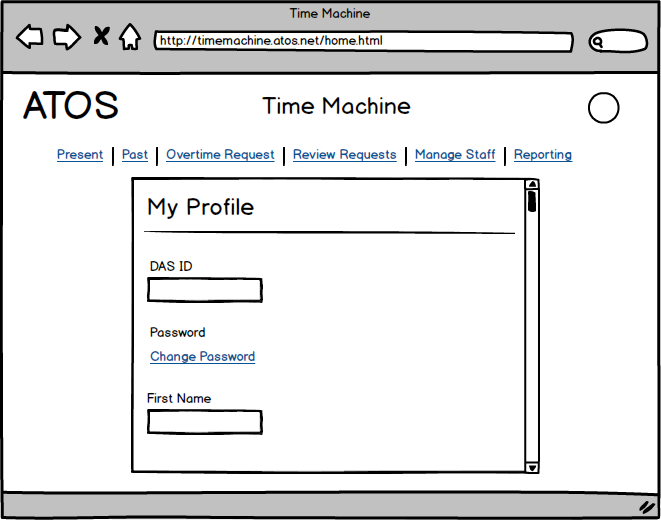 Time Machine
http://timemachine.atos.net/home.html
ATOS Time Machine
Present | Past | Overtime Request | Review Requests | Manage Staff | Reporting
My Profile
DAS ID
Password
Change Password
First Name